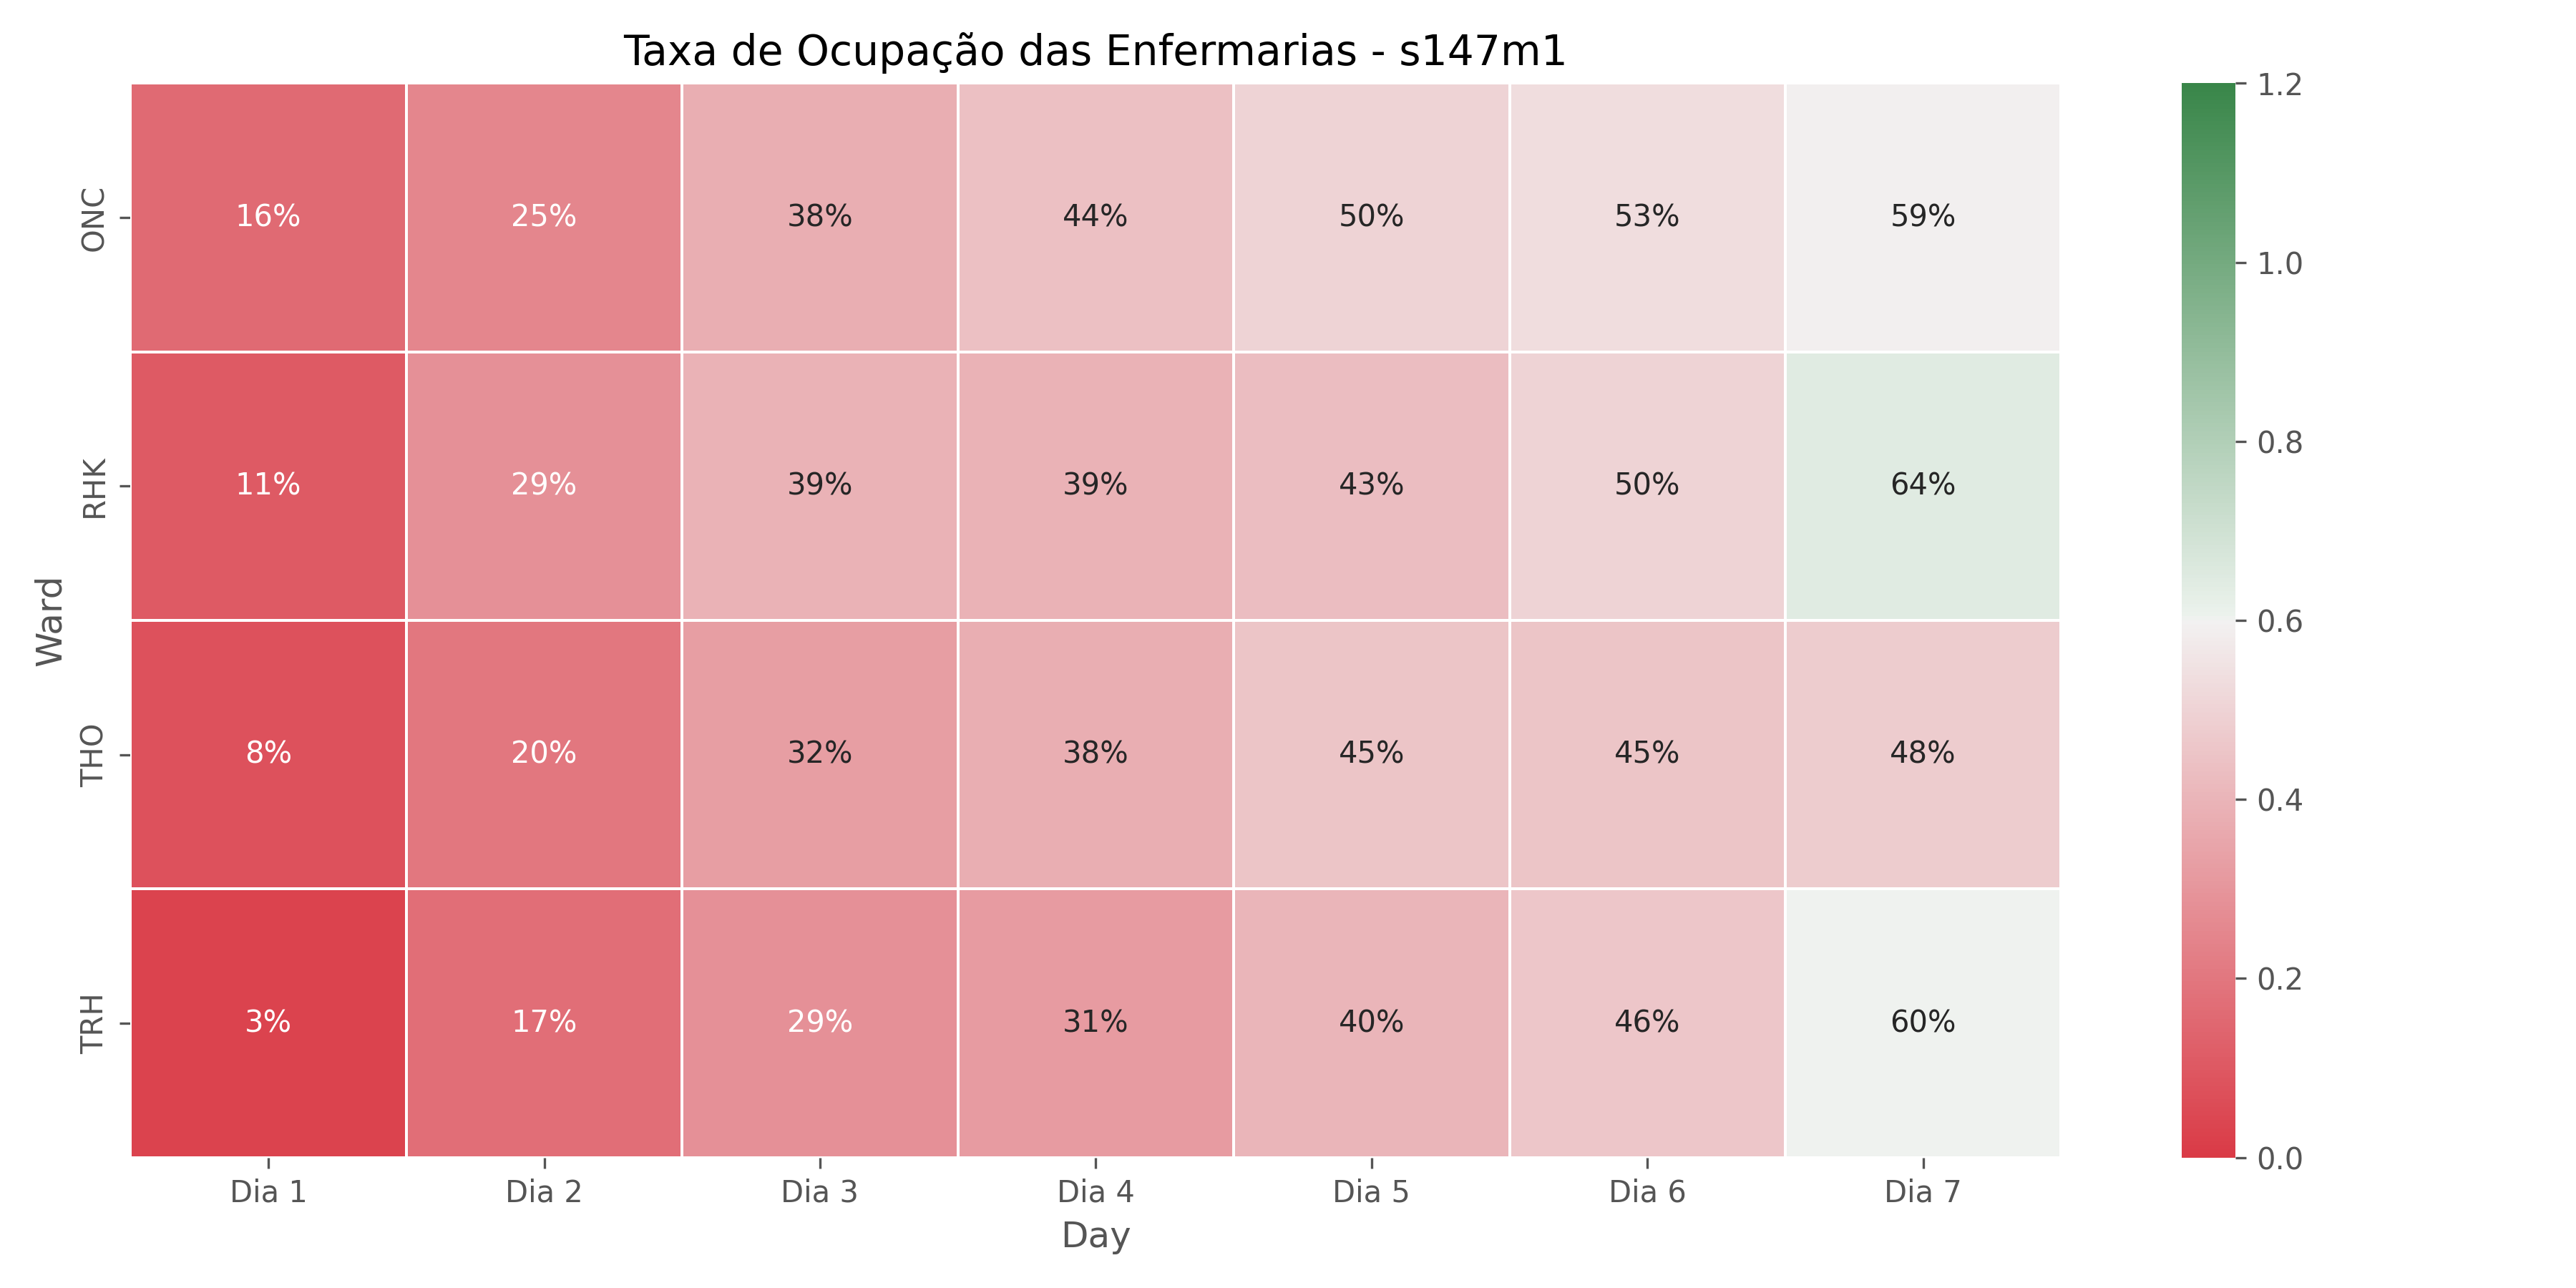 Taxa de Ocupação das Enfermarias - s147m1
Ward
ONC 16% 25% 38% 44% 50% 53% 59%
RHK 11% 29% 39% 39% 43% 50% 64%
THO 8% 20% 32% 38% 45% 45% 48%
TRH 3% 17% 29% 31% 40% 46% 60%
Dia 1 Dia 2 Dia 3 Dia 4 Dia 5 Dia 6 Dia 7
Day
1.2
1.0
0.8
0.6
0.4
0.2
0.0